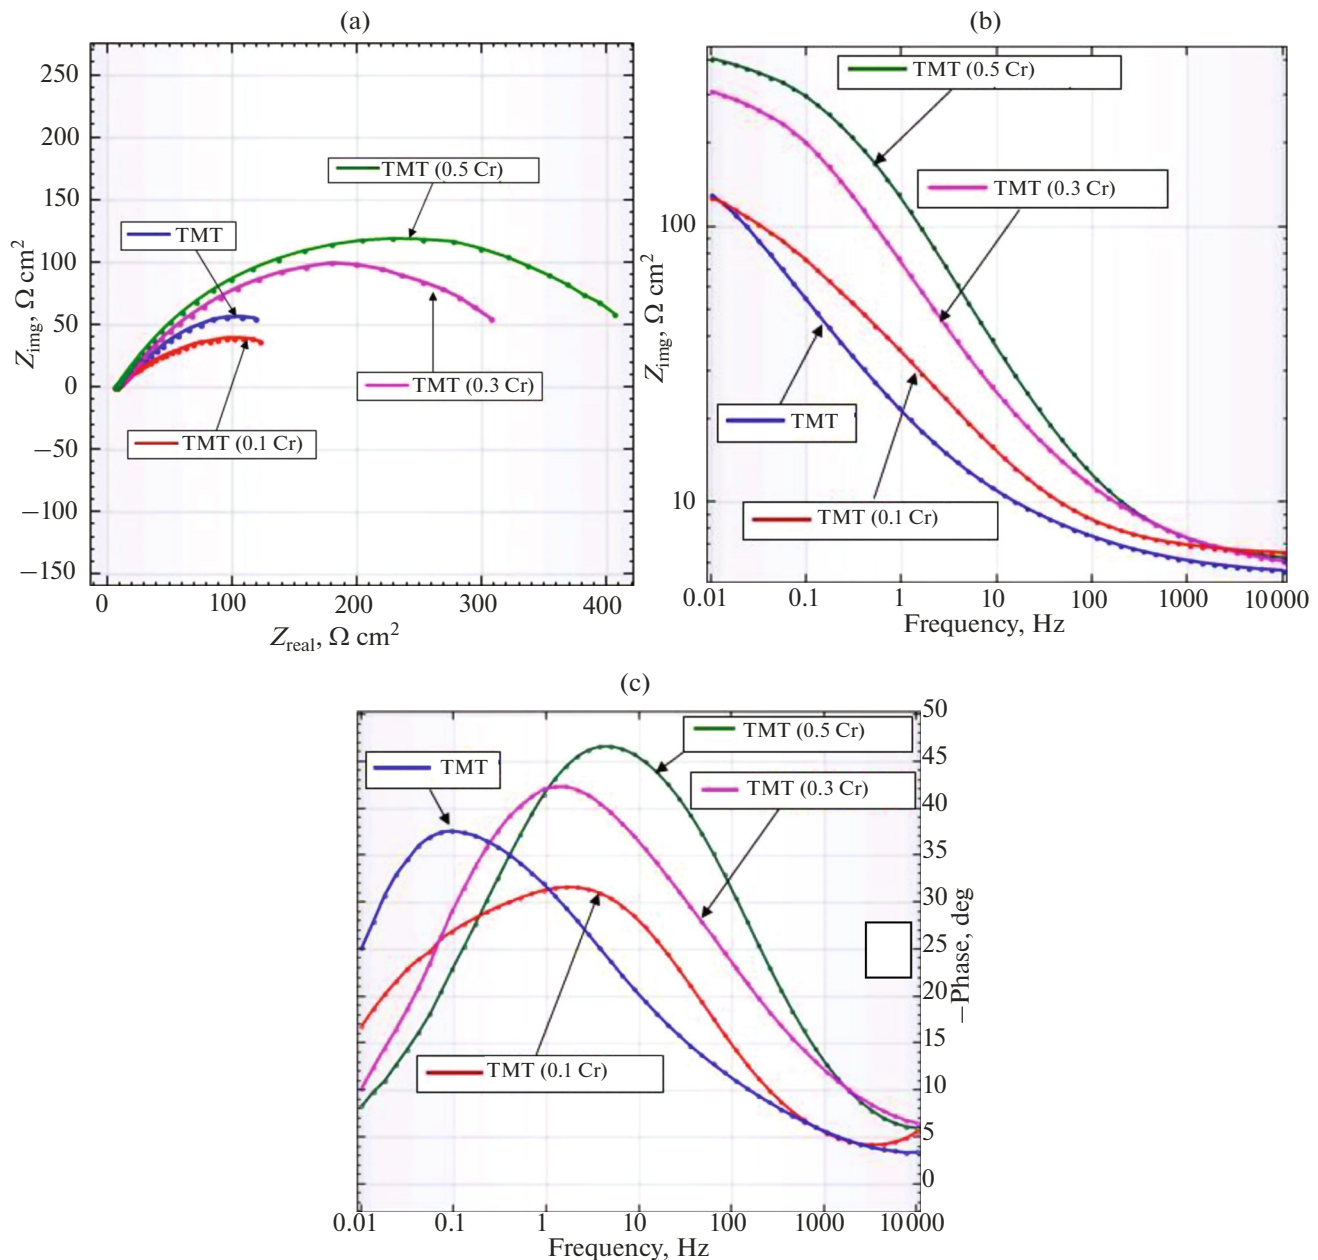 (a)
250
200
150
100
50
0
−50
−100
−150
0 100 200 300 400
Z_img, Ω cm²
Z_real, Ω cm²
TMT (0.5 Cr)
TMT
TMT (0.3 Cr)
TMT (0.1 Cr)
(b)
100
10
0.01 0.1 1 10 100 1000 10000
Z_img, Ω cm²
Frequency, Hz
TMT (0.5 Cr)
TMT (0.3 Cr)
TMT
TMT (0.1 Cr)
(c)
50
45
40
35
30
25
20
15
10
5
0
0.01 0.1 1 10 100 1000 10000
−Phase, deg
Frequency, Hz
TMT (0.5 Cr)
TMT
TMT (0.3 Cr)
TMT (0.1 Cr)